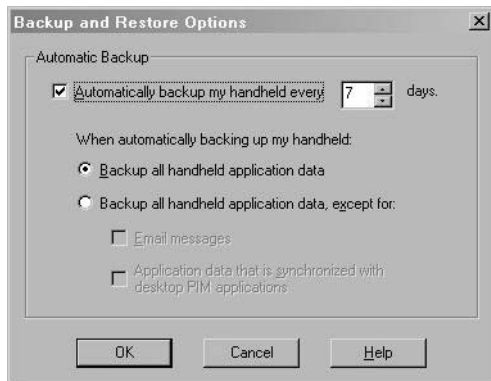 Backup and Restore Options
Automatic Backup
Automatically backup my handheld every 7 days.
When automatically backing up my handheld:
Backup all handheld application data
Backup all handheld application data, except for:
Email messages
Application data that is synchronized with
desktop PIM applications
OK Cancel Help